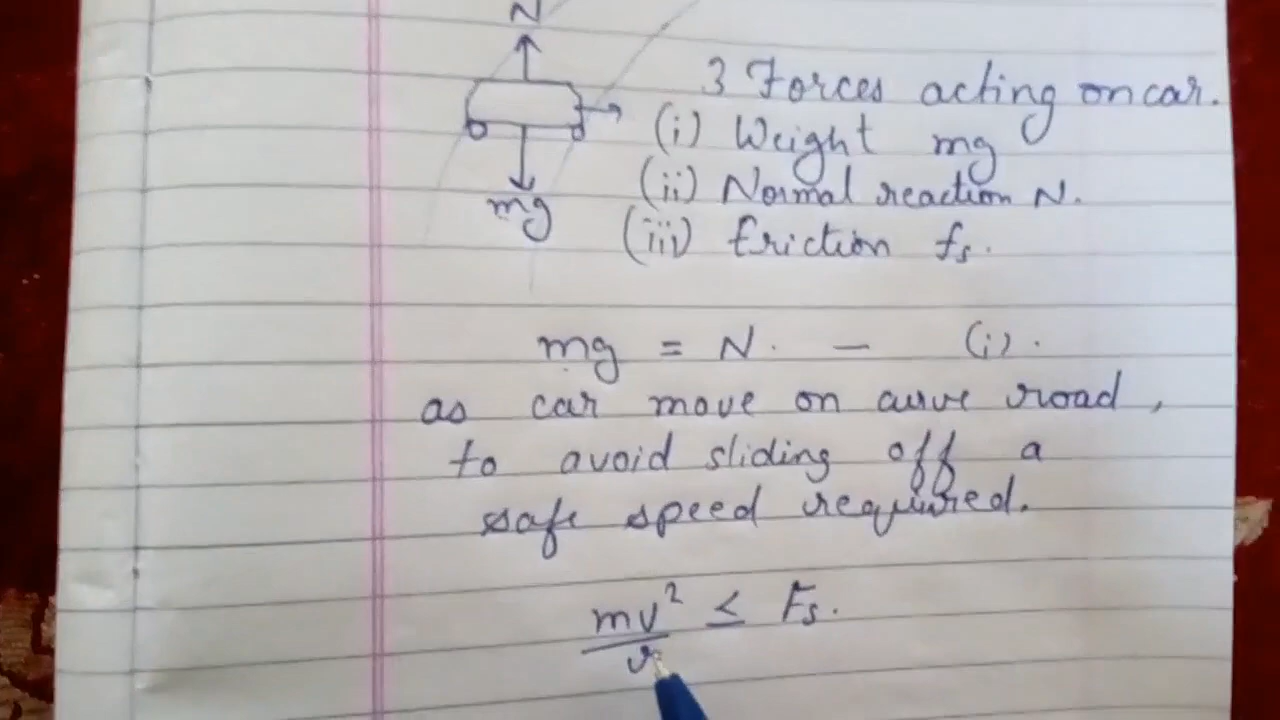 N
3 Forces acting on car.
(i) Weight mg
mg
(ii) Normal reaction N.
(iii) friction fs.
mg = N. — (i).
as car move on curve road,
to avoid sliding off a
safe speed required.
mv² ≤ Fs.
r